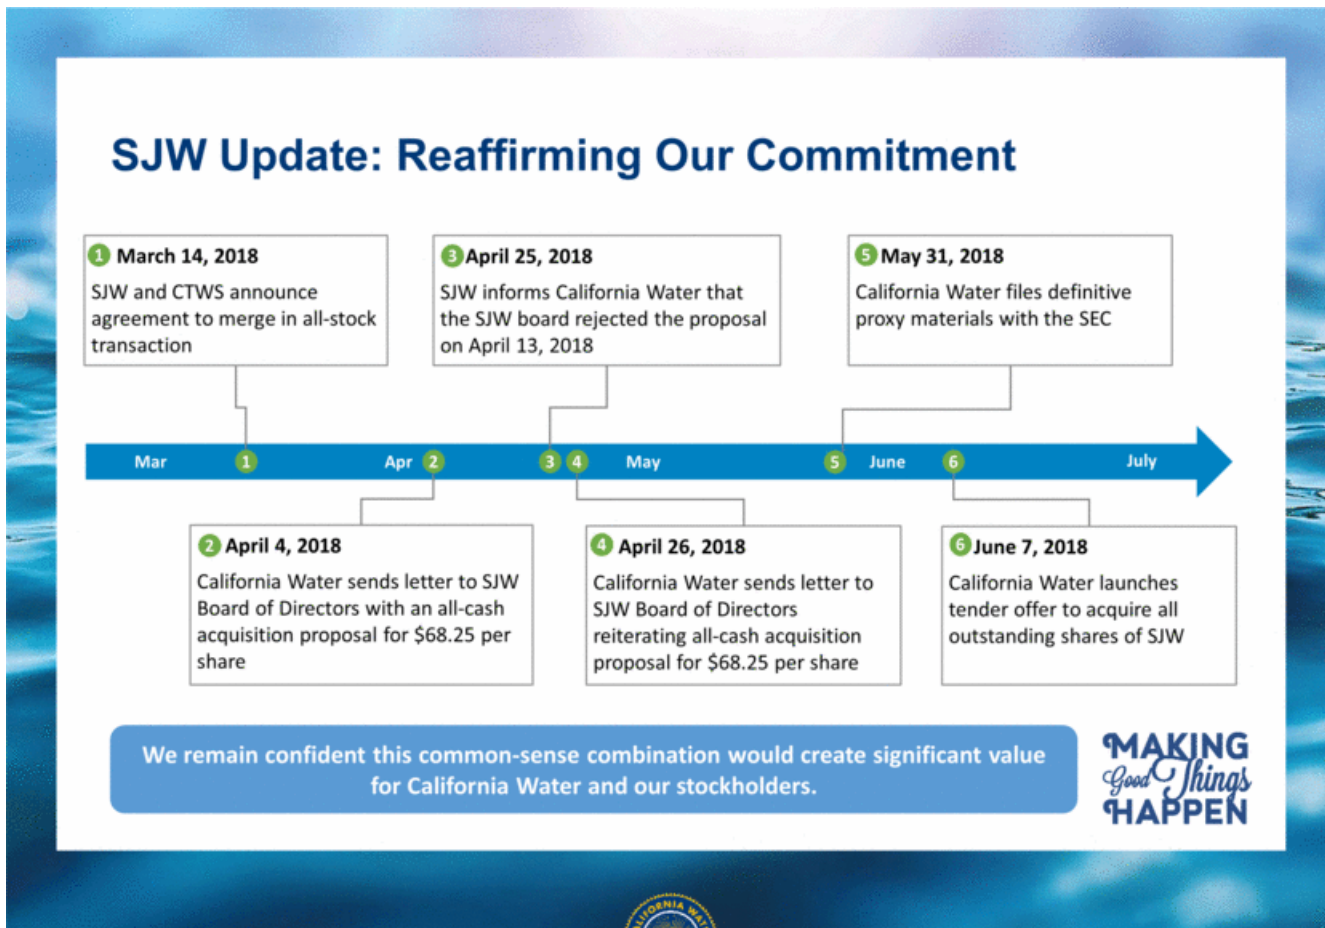 SJW Update: Reaffirming Our Commitment
1 March 14, 2018
SJW and CTWS announce
agreement to merge in all-stock
transaction
3 April 25, 2018
SJW informs California Water that
the SJW board rejected the proposal
on April 13, 2018
5 May 31, 2018
California Water files definitive
proxy materials with the SEC
Mar 1 Apr 2 3 4 May 5 June 6 July
2 April 4, 2018
California Water sends letter to SJW
Board of Directors with an all-cash
acquisition proposal for $68.25 per
share
4 April 26, 2018
California Water sends letter to
SJW Board of Directors
reiterating all-cash acquisition
proposal for $68.25 per share
6 June 7, 2018
California Water launches
tender offer to acquire all
outstanding shares of SJW
We remain confident this common-sense combination would create significant value
for California Water and our stockholders.
MAKING
Good Things
HAPPEN